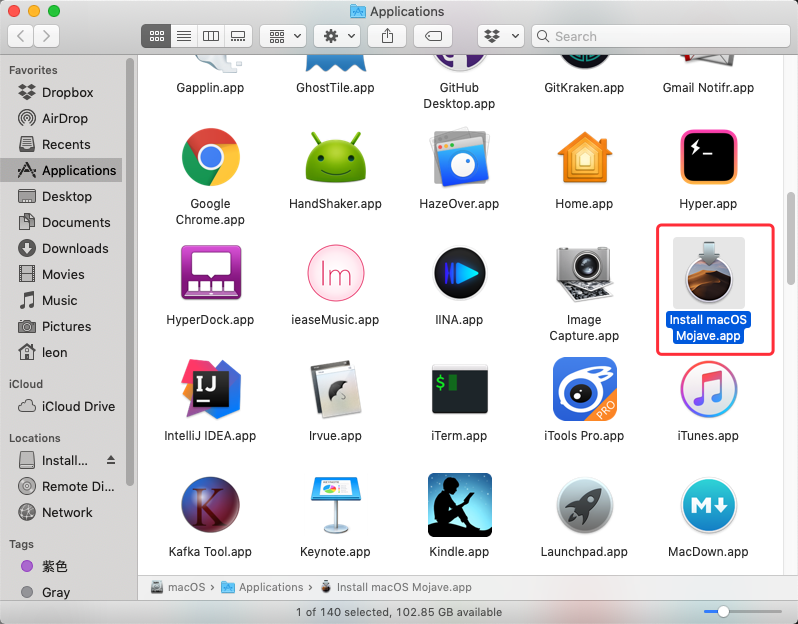 Applications
Search
Favorites
Dropbox
AirDrop
Recents
Applications
Desktop
Documents
Downloads
Movies
Music
Pictures
leon
iCloud
iCloud Drive
Locations
Install...
Remote Di...
Network
Tags
紫色
Gray
Gapplin.app
GhostTile.app
GitHub
Desktop.app
GitKraken.app
Gmail Notifr.app
Google
Chrome.app
HandShaker.app
HazeOver.app
Home.app
Hyper.app
Im
HyperDock.app
ieaseMusic.app
IINA.app
Image
Capture.app
Install macOS
Mojave.app
IJ
$
PRO
IntelliJ IDEA.app
Irvue.app
iTerm.app
iTools Pro.app
iTunes.app
K
M
Kafka Tool.app
Keynote.app
Kindle.app
Launchpad.app
MacDown.app
macOS › Applications › Install macOS Mojave.app
1 of 140 selected, 102.85 GB available